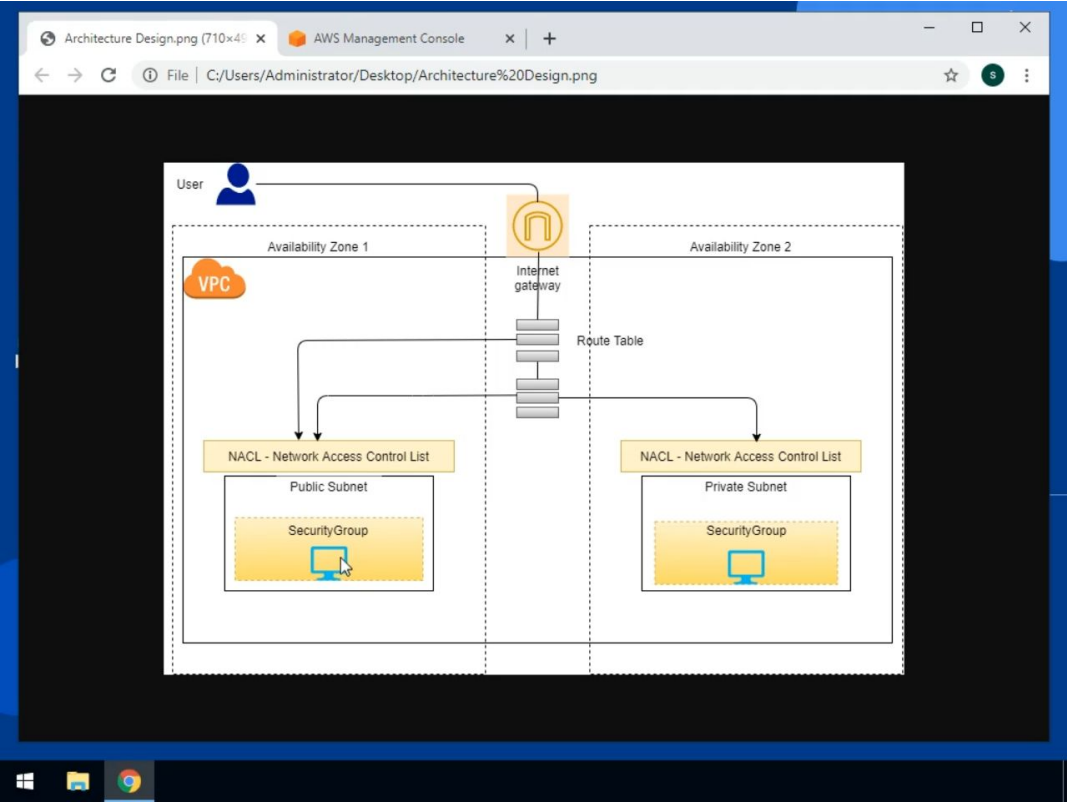 Architecture Design.png (710×49
AWS Management Console
File
C:/Users/Administrator/Desktop/Architecture%20Design.png
S
User
Availability Zone 1
Availability Zone 2
VPC
Internet
gateway
Route Table
NACL - Network Access Control List
NACL - Network Access Control List
Public Subnet
Private Subnet
SecurityGroup
SecurityGroup